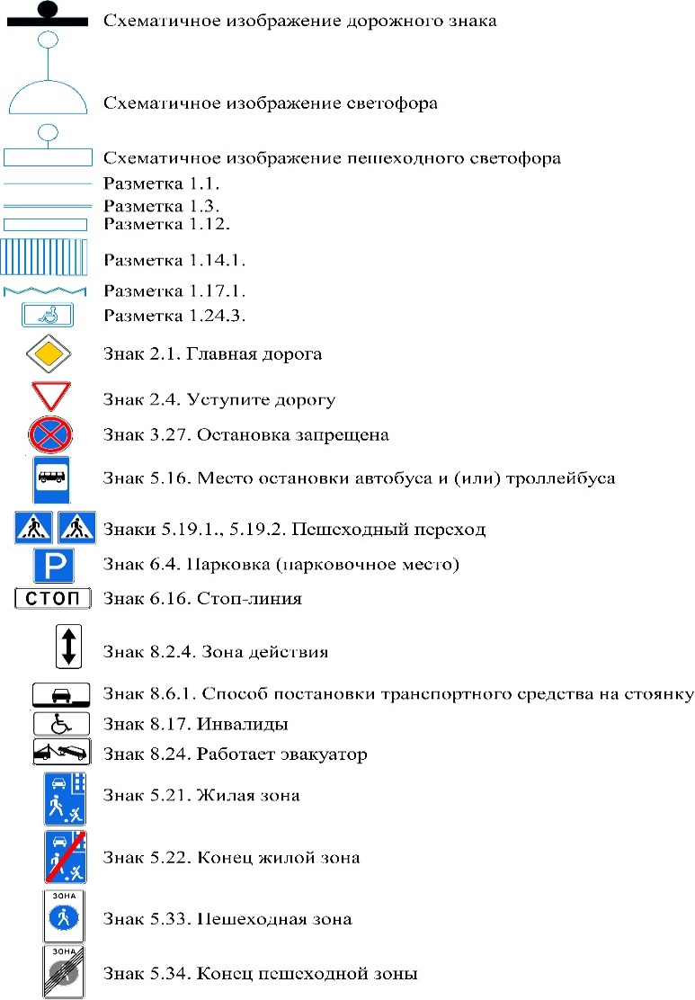 Схематичное изображение дорожного знака
Схематичное изображение светофора
Схематичное изображение пешеходного светофора
Разметка 1.1.
Разметка 1.3.
Разметка 1.12.
Разметка 1.14.1.
Разметка 1.17.1.
Разметка 1.24.3.
Знак 2.1. Главная дорога
Знак 2.4. Уступите дорогу
Знак 3.27. Остановка запрещена
Знак 5.16. Место остановки автобуса и (или) троллейбуса
Знаки 5.19.1., 5.19.2. Пешеходный переход
P Знак 6.4. Парковка (парковочное место)
СТОП Знак 6.16. Стоп-линия
Знак 8.2.4. Зона действия
Знак 8.6.1. Способ постановки транспортного средства на стоянку
Знак 8.17. Инвалиды
Знак 8.24. Работает эвакуатор
Знак 5.21. Жилая зона
Знак 5.22. Конец жилой зона
ЗОНА
Знак 5.33. Пешеходная зона
ЗОНА
Знак 5.34. Конец пешеходной зоны